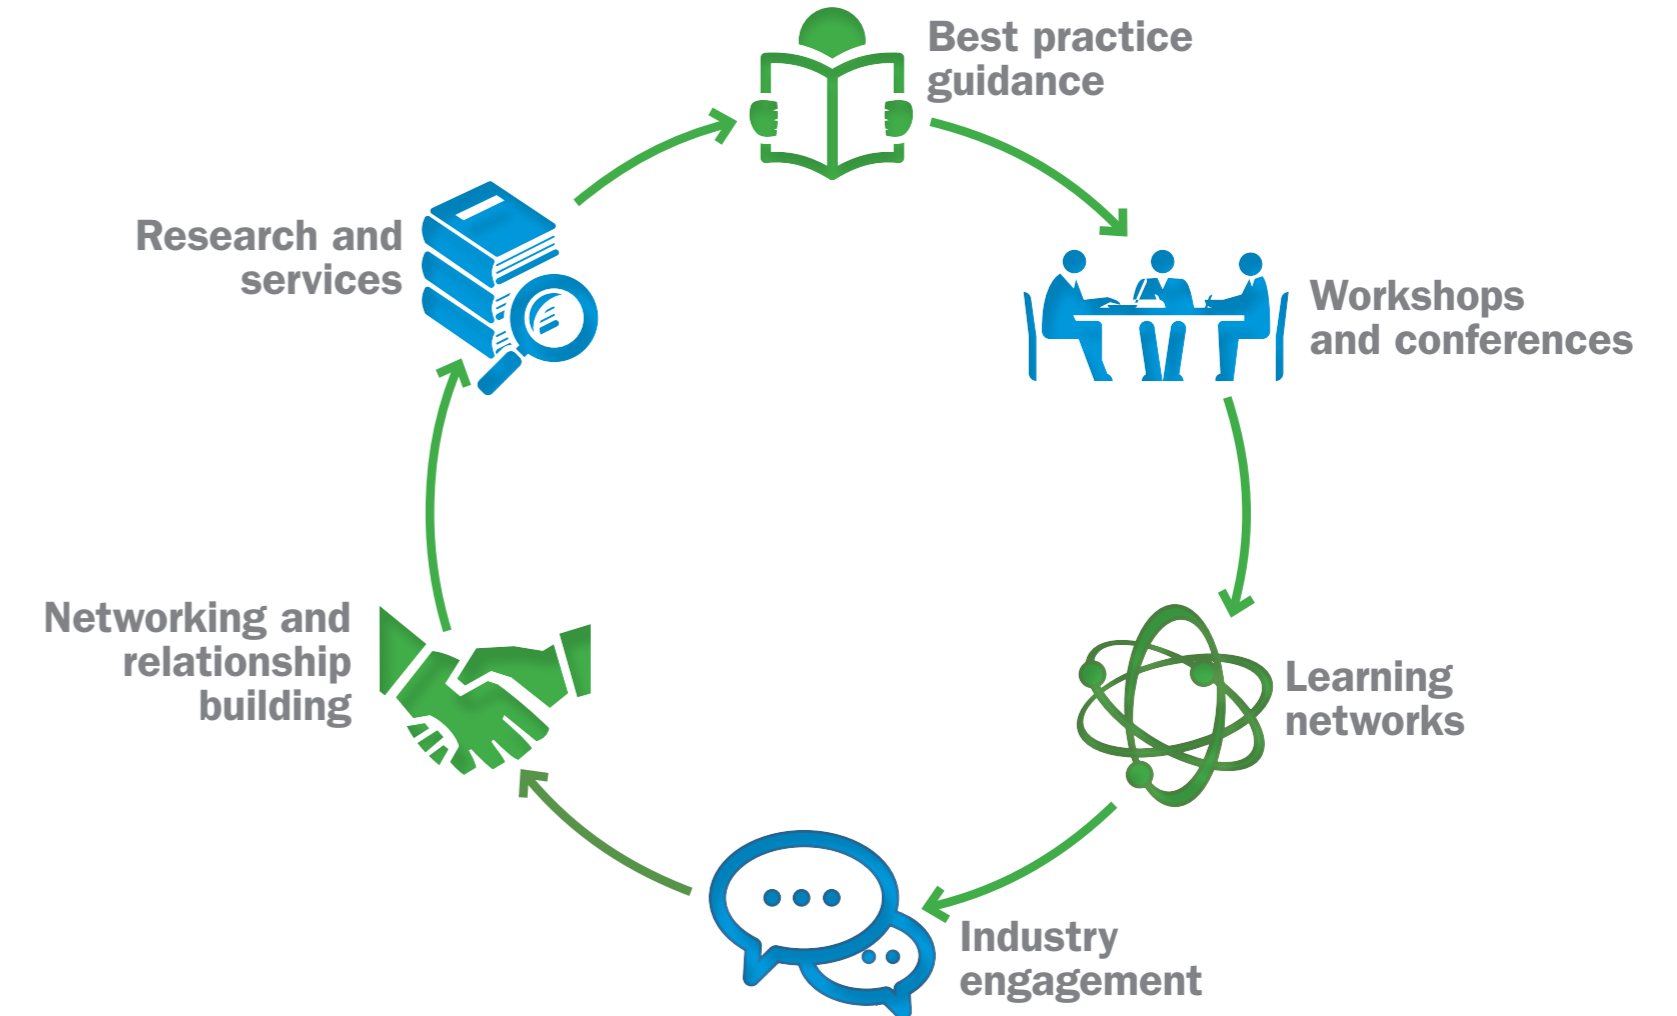 Best practice
guidance
Research and
services
Workshops
and conferences
Networking and
relationship
building
Learning
networks
Industry
engagement